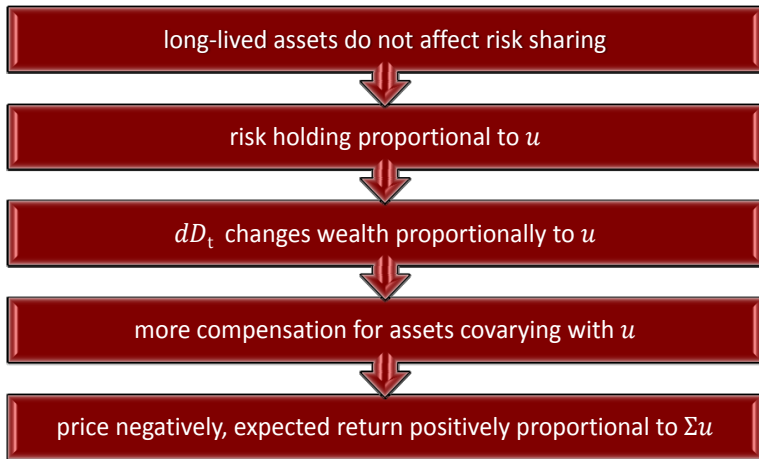 long-lived assets do not affect risk sharing
risk holding proportional to u
dDₜ changes wealth proportionally to u
more compensation for assets covarying with u
price negatively, expected return positively proportional to Σu